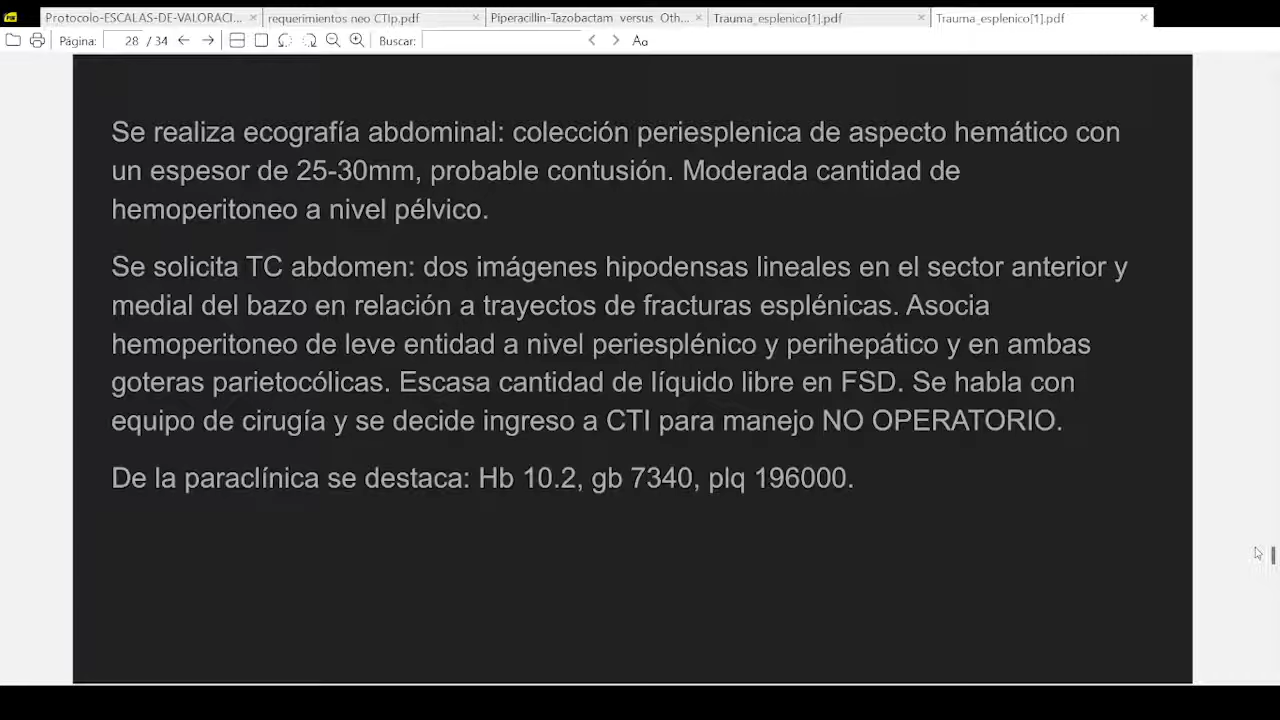 Protocolo-ESCALAS-DE-VALORACI...
requerimientos neo CTIp.pdf
Piperacillin-Tazobactam versus Oth...
Trauma_esplenico[1].pdf
Trauma_esplenico[1].pdf
Página: 28 / 34
Buscar:
Aa
Se realiza ecografía abdominal: colección periesplenica de aspecto hemático con
un espesor de 25-30mm, probable contusión. Moderada cantidad de
hemoperitoneo a nivel pélvico.
Se solicita TC abdomen: dos imágenes hipodensas lineales en el sector anterior y
medial del bazo en relación a trayectos de fracturas esplénicas. Asocia
hemoperitoneo de leve entidad a nivel periesplénico y perihepático y en ambas
goteras parietocólicas. Escasa cantidad de líquido libre en FSD. Se habla con
equipo de cirugía y se decide ingreso a CTI para manejo NO OPERATORIO.
De la paraclínica se destaca: Hb 10.2, gb 7340, plq 196000.